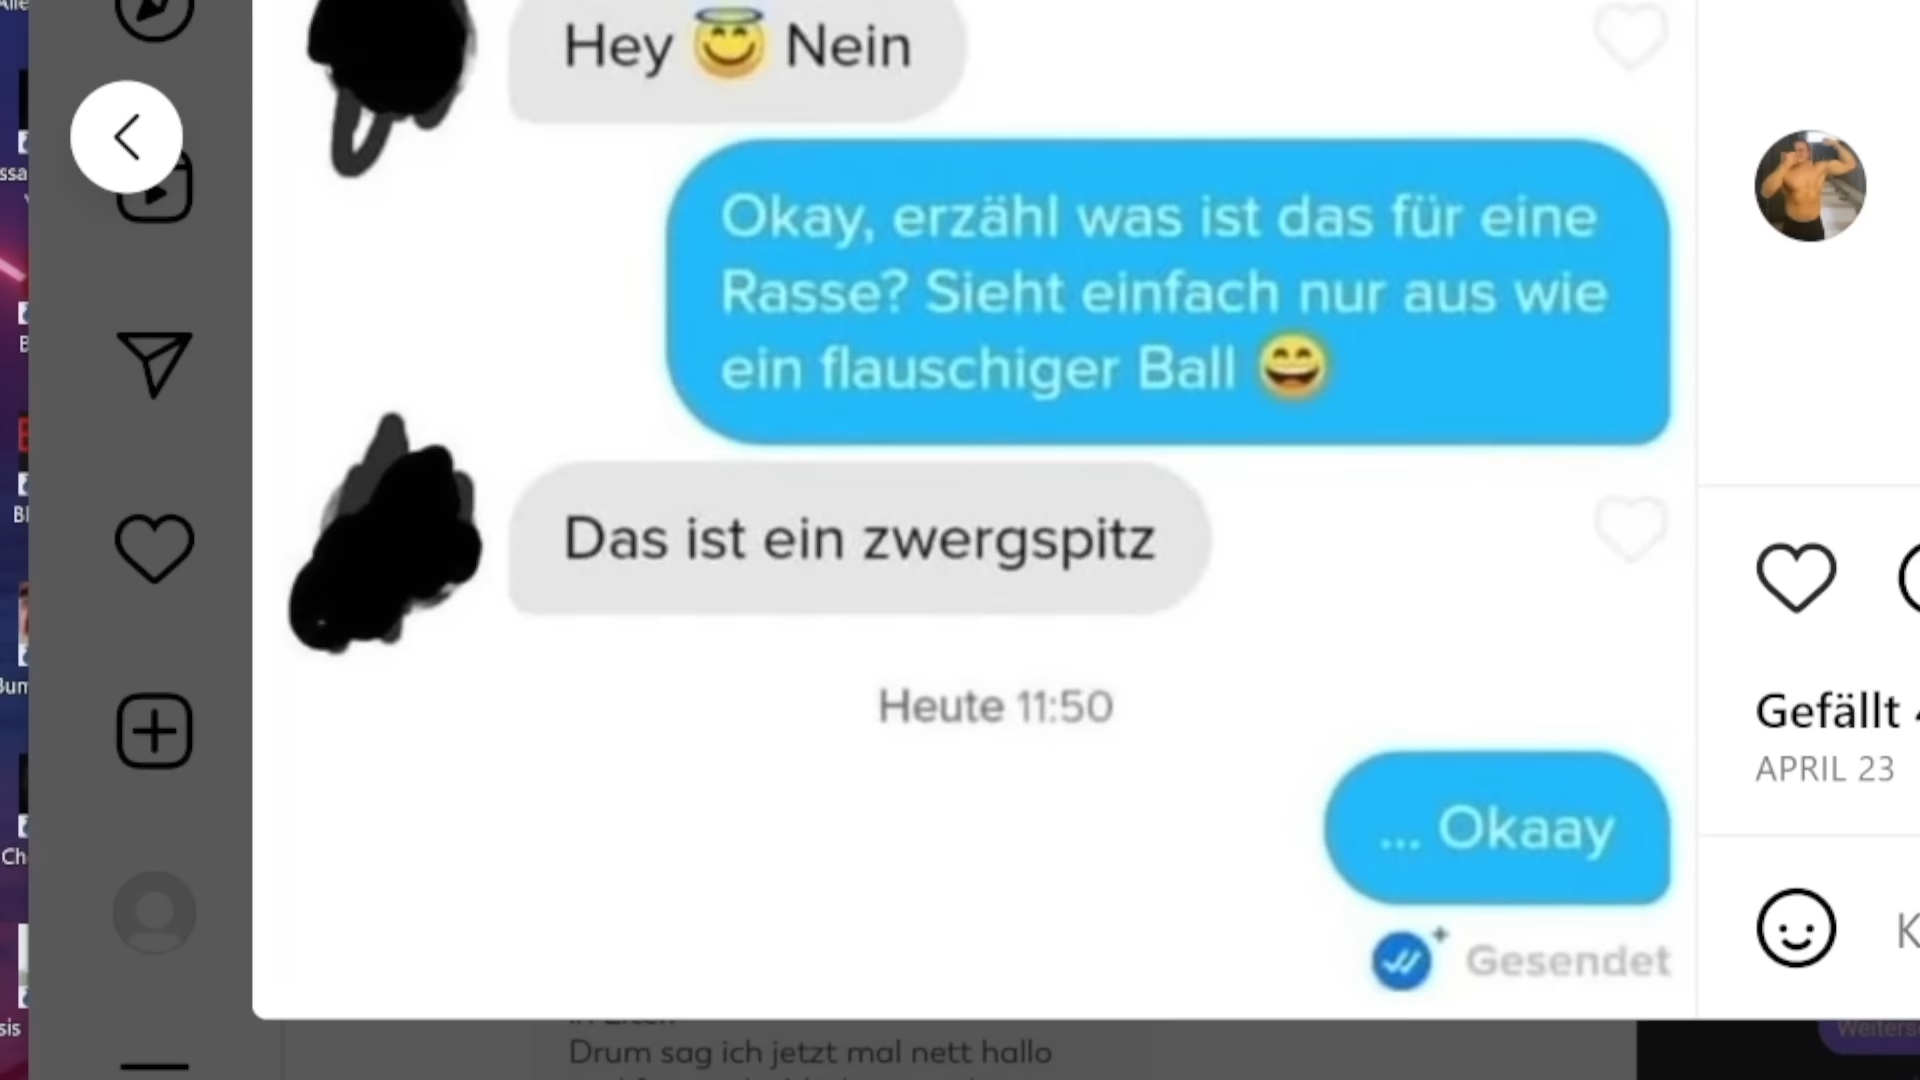 Hey 😇 Nein
Okay, erzähl was ist das für eine
Rasse? Sieht einfach nur aus wie
ein flauschiger Ball 😄
Das ist ein zwergspitz
Heute 11:50
... Okaay
Gesendet
Gefällt
APRIL 23
Drum sag ich jetzt mal nett hallo